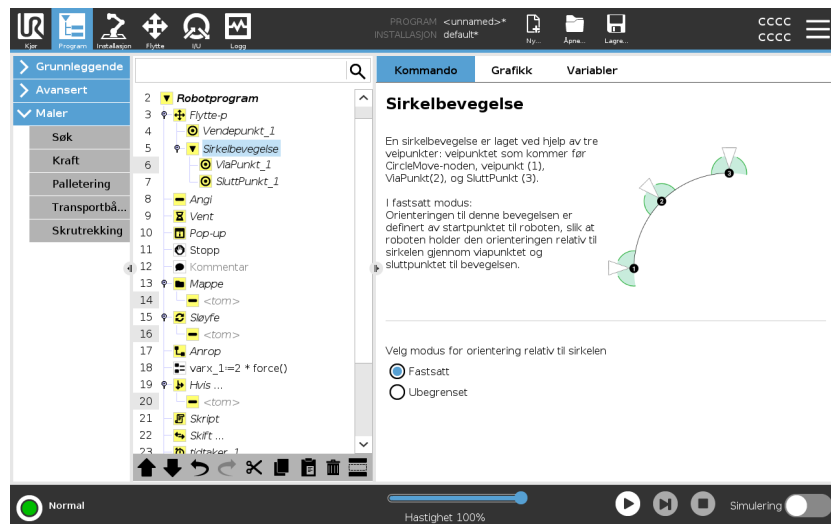 PROGRAM <unnamed>*
INSTALLASJON default*
CCCC
CCCC
Kjør
Program
Installasjon
Flytte
I/U
Logg
Ny...
Åpne...
Lagre...
Grunnleggende
Avansert
Maler
Søk
Kraft
Palletering
Transportbå...
Skrutrekking
2 Robotprogram
3 Flytte-p
4 Vendepunkt_1
5 Sirkelbevegelse
6 ViaPunkt_1
7 SluttPunkt_1
8 Angi
9 Vent
10 Pop-up
11 Stopp
12 Kommentar
13 Mappe
14 <tom>
15 Sløyfe
16 <tom>
17 Anrop
18 varx_1≔2 * force()
19 Hvis ...
20 <tom>
21 Skript
22 Skift ...
23 tidtaker_1
Kommando
Grafikk
Variabler
Sirkelbevegelse
En sirkelbevegelse er laget ved hjelp av tre
veipunkter: veipunktet som kommer før
CircleMove-noden, veipunkt (1),
ViaPunkt(2), og SluttPunkt (3).
I fastsatt modus:
Orienteringen til denne bevegelsen er
definert av startpunktet til roboten, slik at
roboten holder den orienteringen relativ til
sirkelen gjennom viapunktet og
sluttpunktet til bevegelsen.
1
2
3
Velg modus for orientering relativ til sirkelen
Fastsatt
Ubegrenset
Normal
Hastighet 100%
Simulering